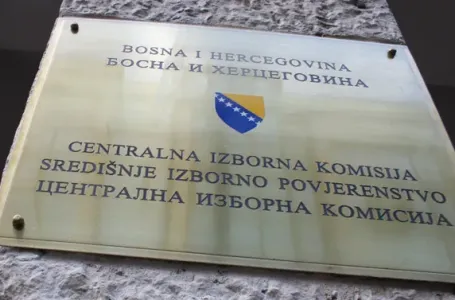 BOSNA I HERCEGOVINA
БОСНА И ХЕРЦЕГОВИНА
CENTRALNA IZBORNA KOMISIJA
SREDIŠNJE IZBORNO POVJERENSTVO
ЦЕНТРАЛНА ИЗБОРНА КОМИСИЈА